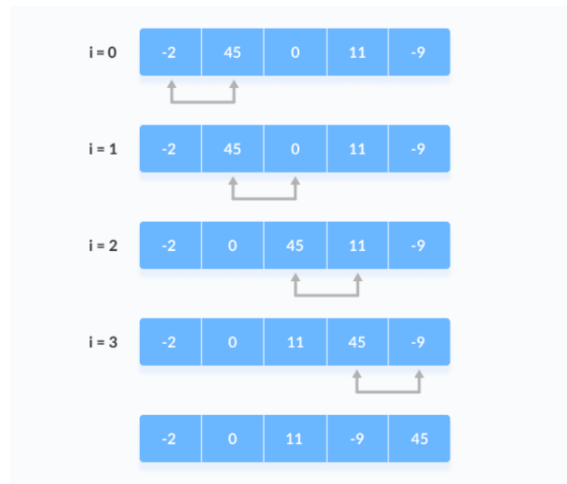 i = 0 -2 45 0 11 -9
i = 1 -2 45 0 11 -9
i = 2 -2 0 45 11 -9
i = 3 -2 0 11 45 -9
-2 0 11 -9 45